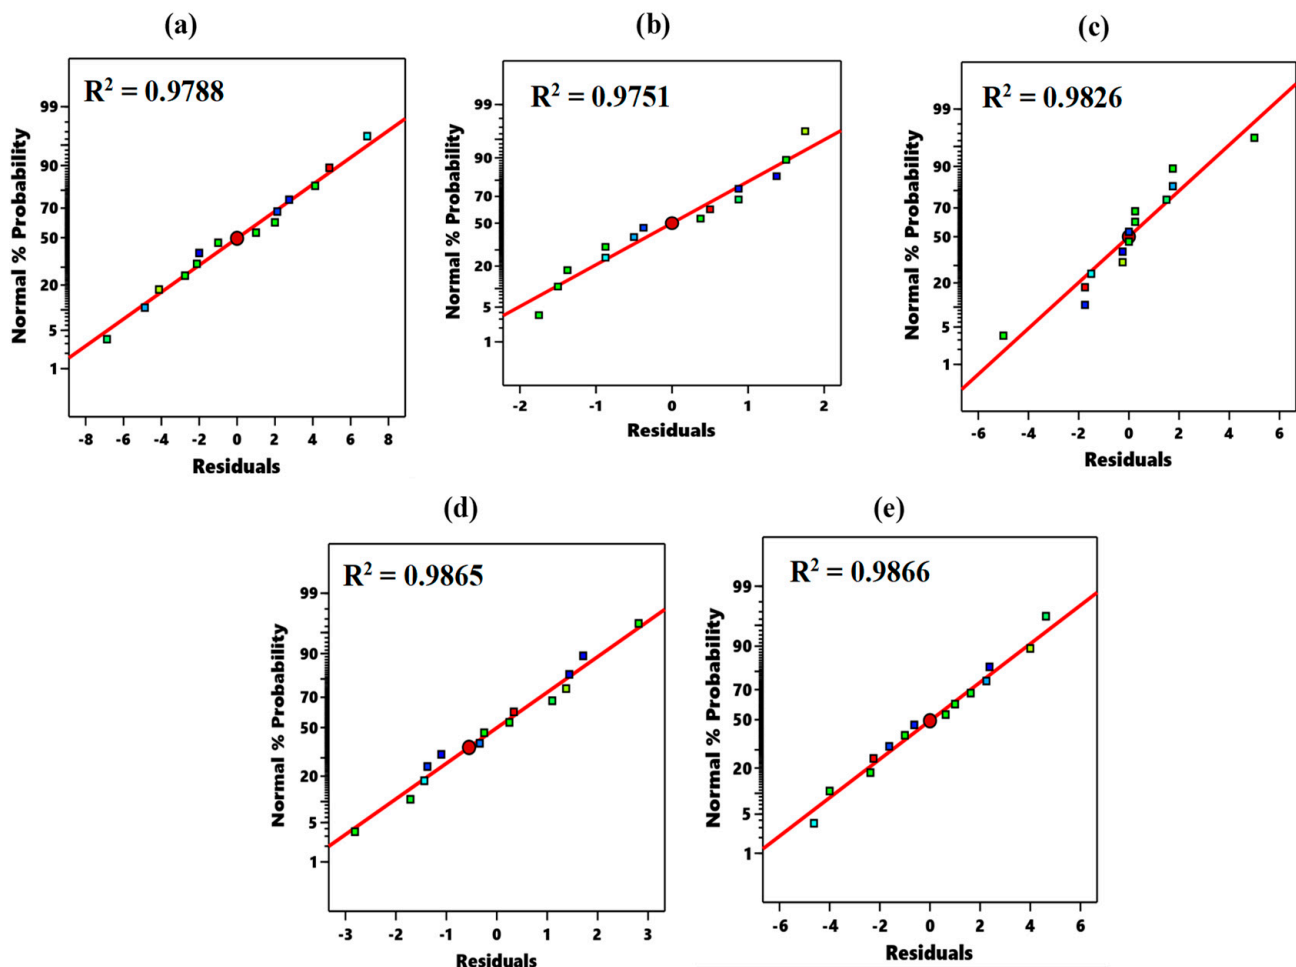 (a)
R² = 0.9788
Normal % Probability
99
90
70
50
20
5
1
-8 -6 -4 -2 0 2 4 6 8
Residuals
(b)
R² = 0.9751
Normal % Probability
99
90
70
50
20
5
1
-2 -1 0 1 2
Residuals
(c)
R² = 0.9826
Normal % Probability
99
90
70
50
20
5
1
-6 -4 -2 0 2 4 6
Residuals
(d)
R² = 0.9865
Normal % Probability
99
90
70
50
20
5
1
-3 -2 -1 0 1 2 3
Residuals
(e)
R² = 0.9866
Normal % Probability
99
90
70
50
20
5
1
-6 -4 -2 0 2 4 6
Residuals